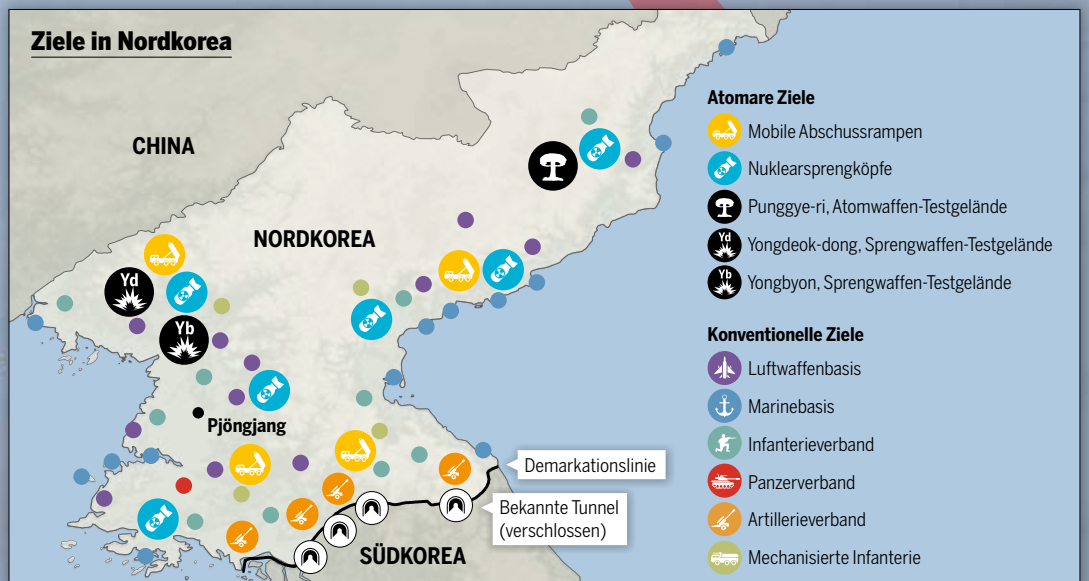 Ziele in Nordkorea
CHINA
NORDKOREA
Yd
Yb
Pjöngjang
Demarkationslinie
Bekannte Tunnel
(verschlossen)
SÜDKOREA
Atomare Ziele
Mobile Abschussrampen
Nuklearsprengköpfe
Punggye-ri, Atomwaffen-Testgelände
Yd
Yongdeok-dong, Sprengwaffen-Testgelände
Yb
Yongbyon, Sprengwaffen-Testgelände
Konventionelle Ziele
Luftwaffenbasis
Marinebasis
Infanterieverband
Panzerverband
Artillerieverband
Mechanisierte Infanterie